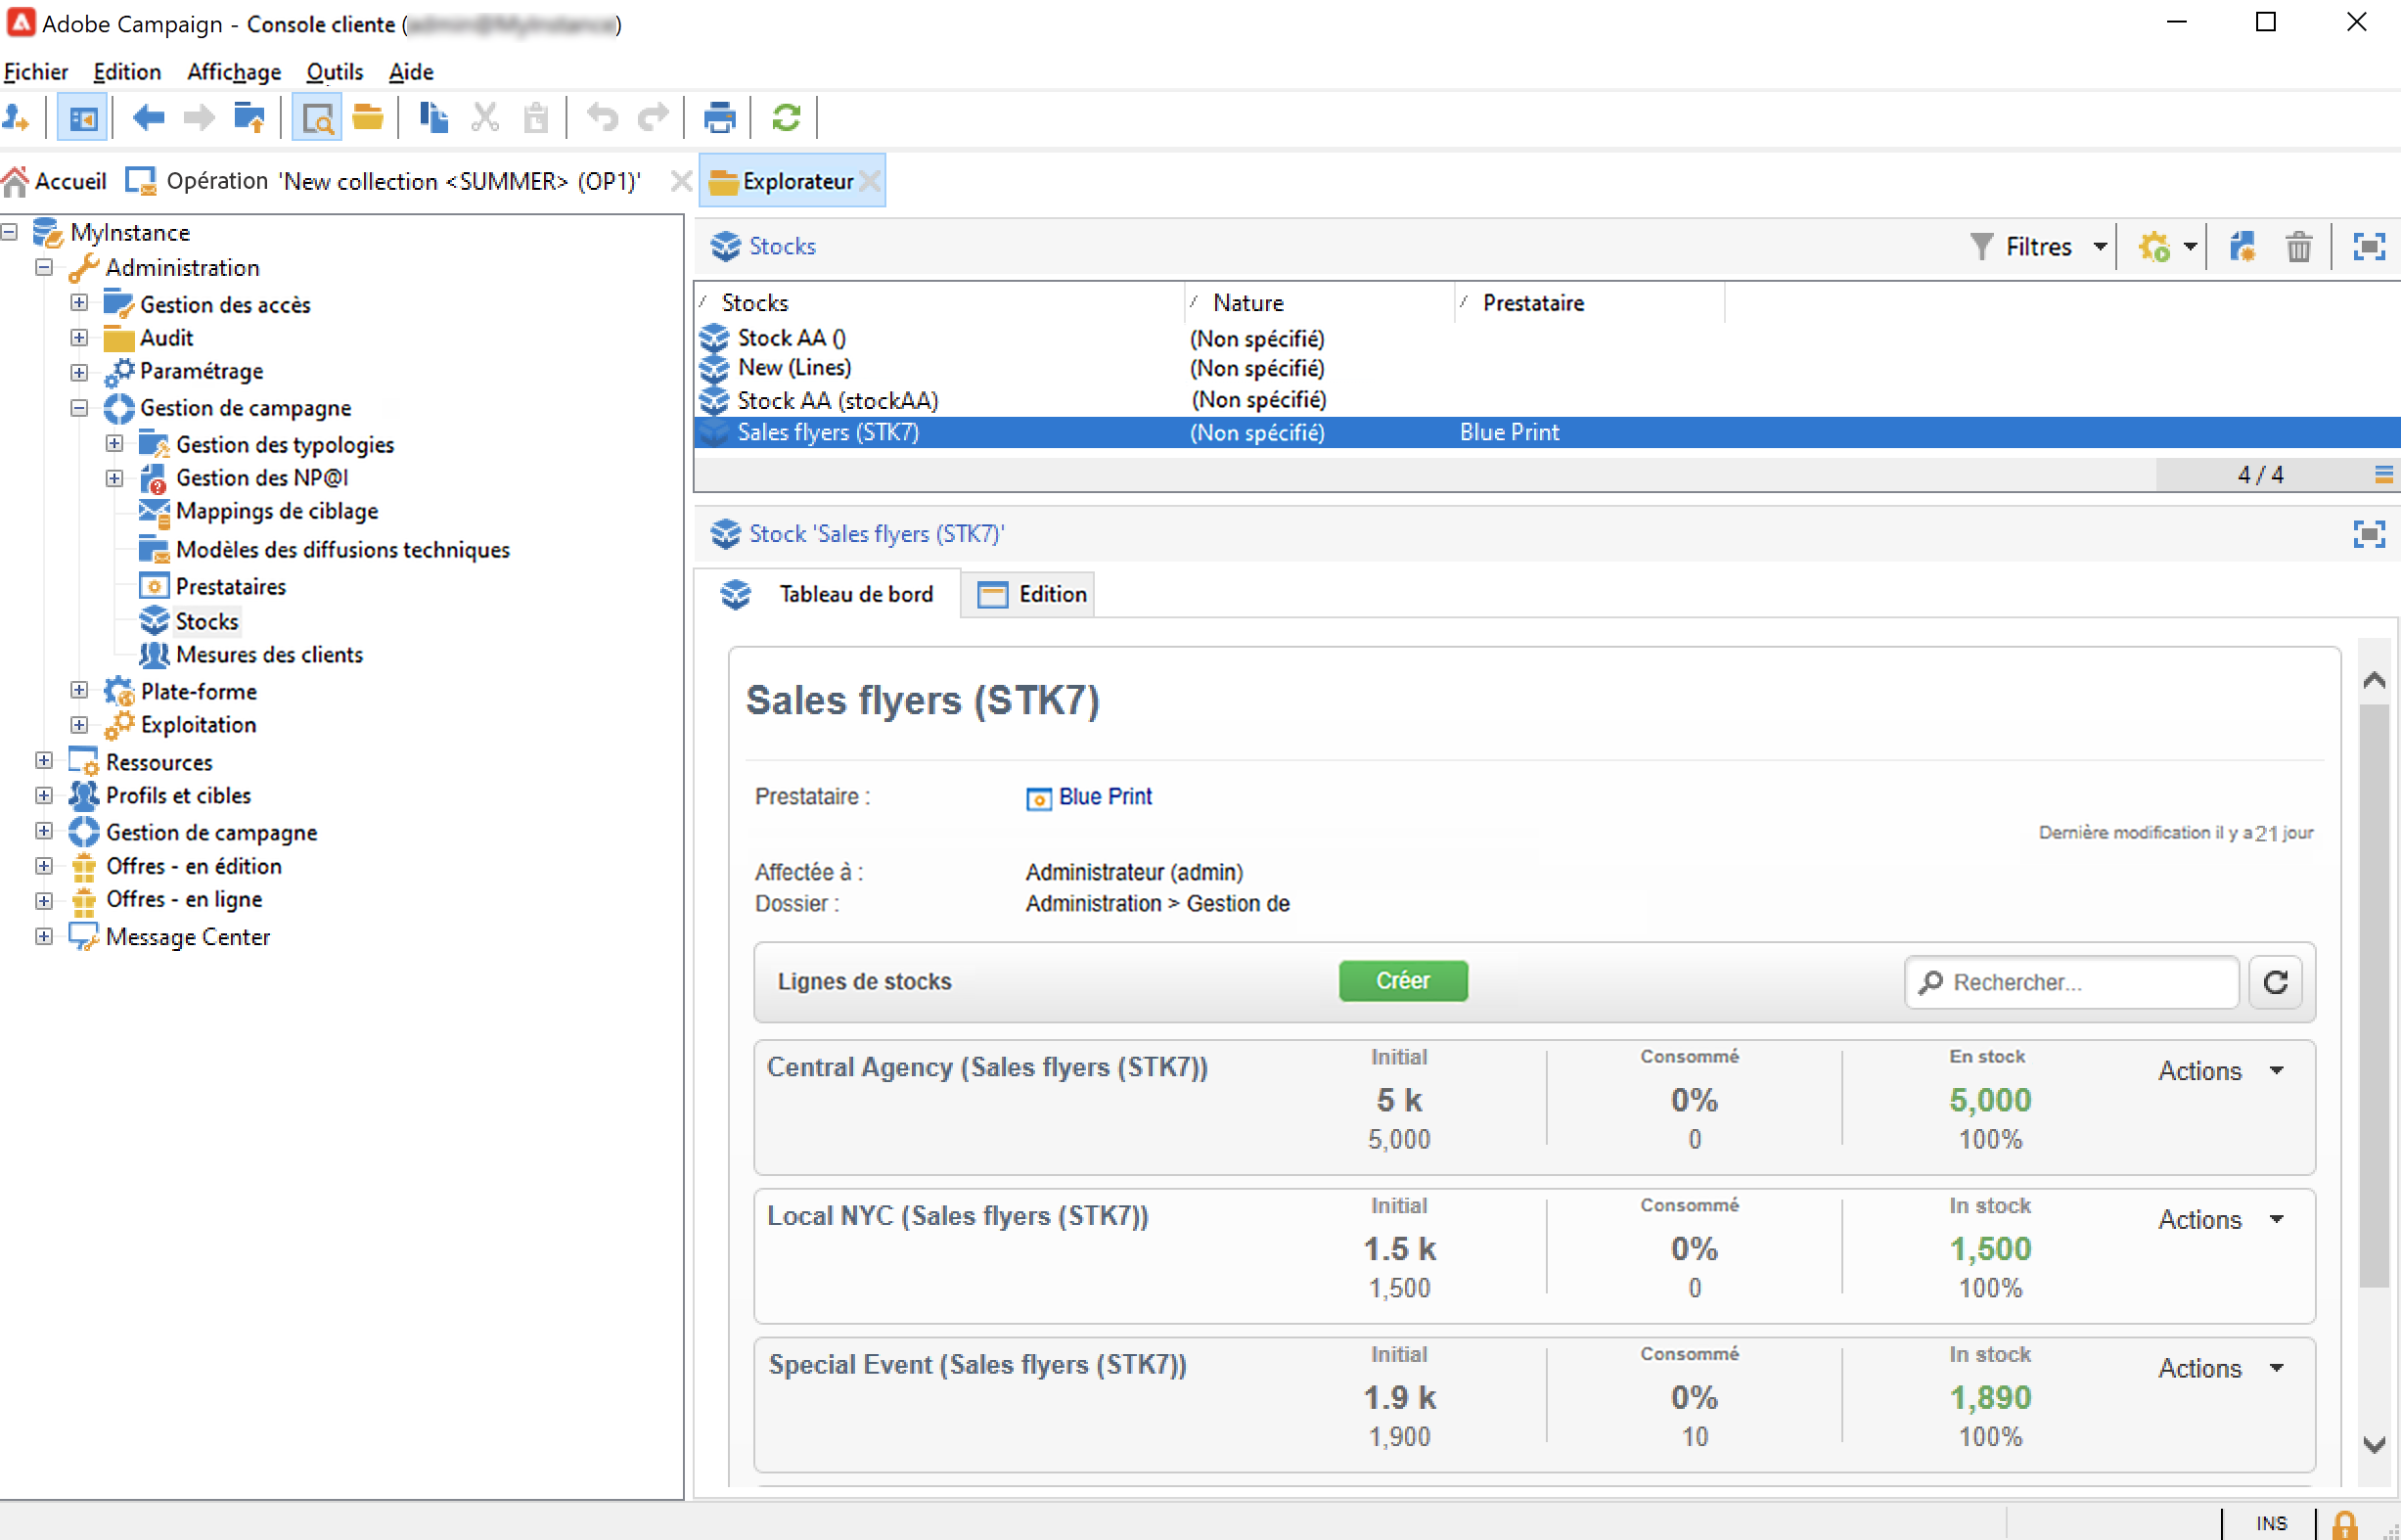 Adobe Campaign - Console cliente ( )
Fichier Edition Affichage Outils Aide
Accueil Opération 'New collection <SUMMER> (OP1)' Explorateur
MyInstance
Administration
Gestion des accès
Audit
Paramétrage
Gestion de campagne
Gestion des typologies
Gestion des NP@I
Mappings de ciblage
Modèles des diffusions techniques
Prestataires
Stocks
Mesures des clients
Plate-forme
Exploitation
Ressources
Profils et cibles
Gestion de campagne
Offres - en édition
Offres - en ligne
Message Center
Stocks Filtres
Stocks Nature Prestataire
Stock AA () (Non spécifié)
New (Lines) (Non spécifié)
Stock AA (stockAA) (Non spécifié)
Sales flyers (STK7) (Non spécifié) Blue Print
4 / 4
Stock 'Sales flyers (STK7)'
Tableau de bord Edition
Sales flyers (STK7)
Prestataire : Blue Print
Dernière modification il y a 21 jour
Affectée à : Administrateur (admin)
Dossier : Administration > Gestion de
Lignes de stocks Créer Rechercher...
Central Agency (Sales flyers (STK7)) Initial Consommé En stock Actions
5 k 0% 5,000
5,000 0 100%
Local NYC (Sales flyers (STK7)) Initial Consommé In stock Actions
1.5 k 0% 1,500
1,500 0 100%
Special Event (Sales flyers (STK7)) Initial Consommé In stock Actions
1.9 k 0% 1,890
1,900 10 100%
INS